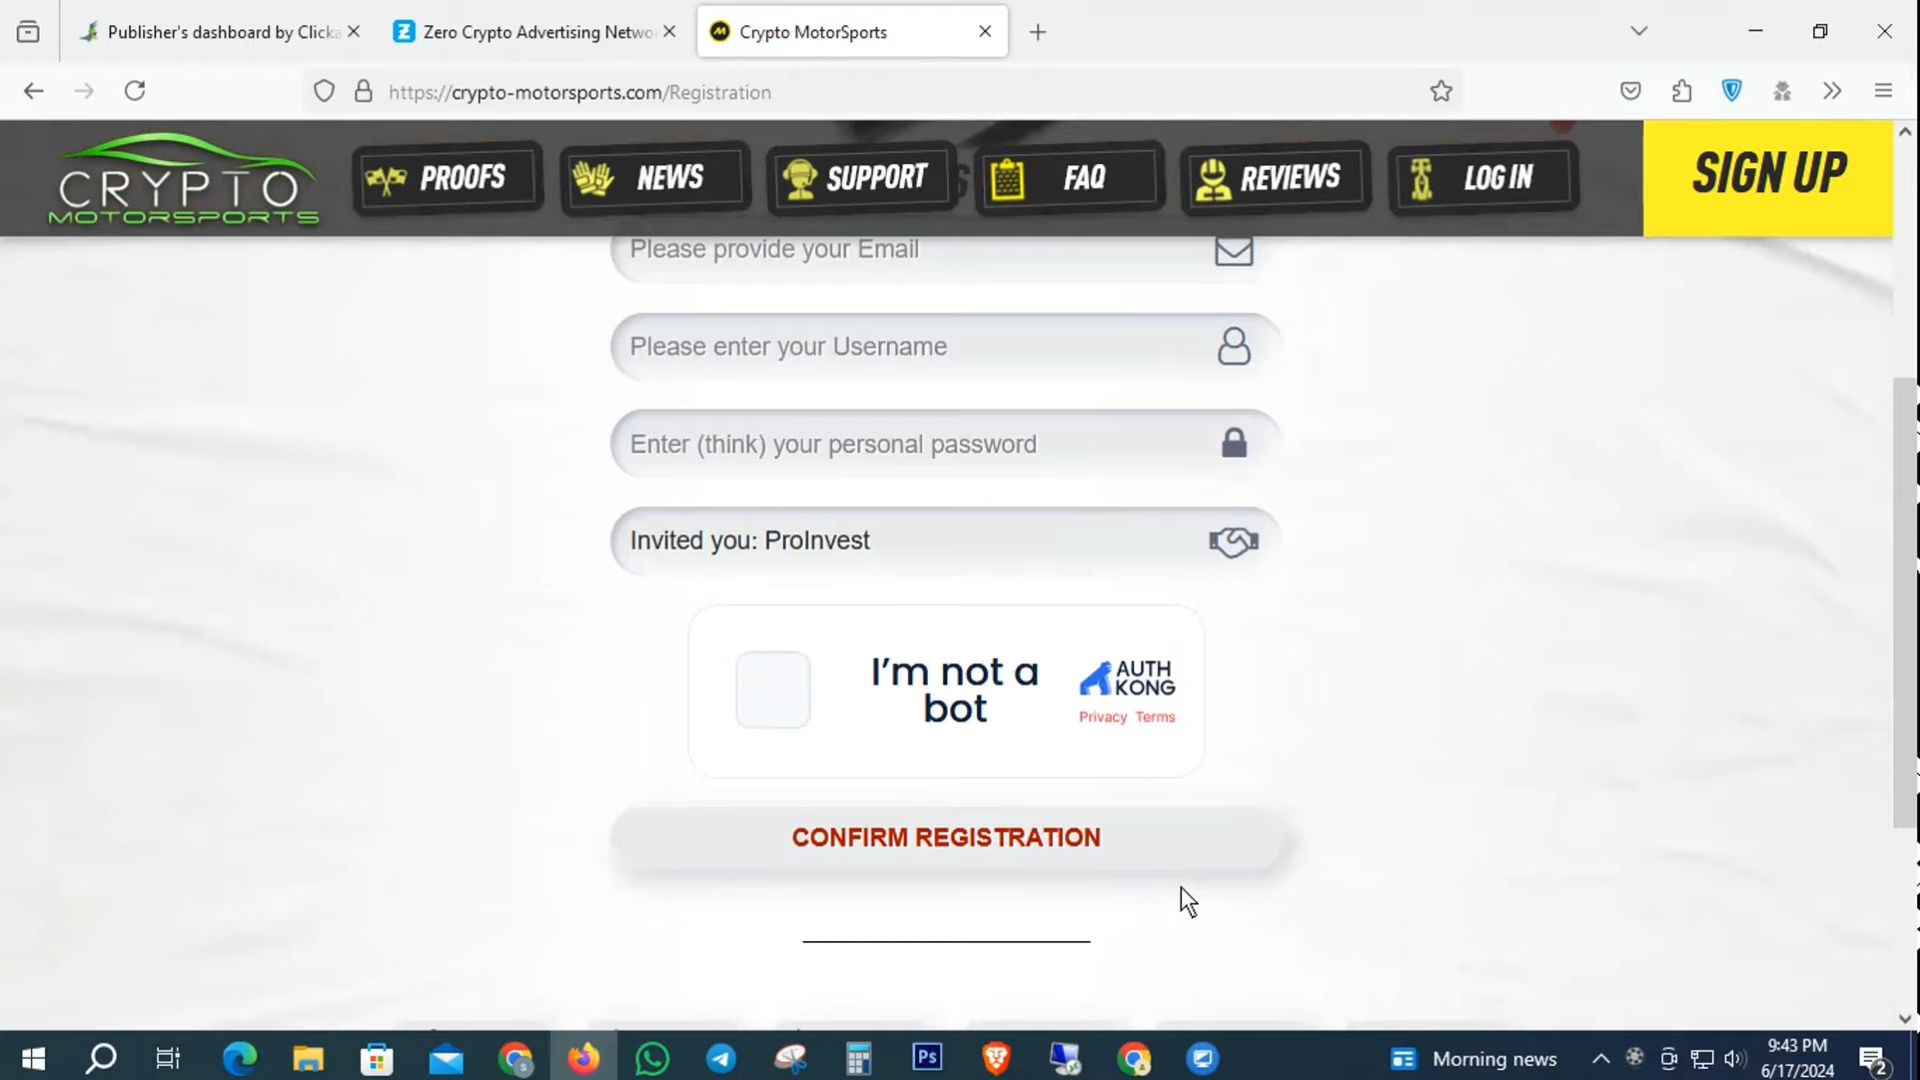 Publisher's dashboard by Clicka
Zero Crypto Advertising Netwo
Crypto MotorSports
https://crypto-motorsports.com/Registration
CRYPTO
MOTORSPORTS
PROOFS
NEWS
SUPPORT
FAQ
REVIEWS
LOG IN
SIGN UP
Please provide your Email
Please enter your Username
Enter (think) your personal password
Invited you: ProInvest
I'm not a
bot
AUTH
KONG
Privacy Terms
CONFIRM REGISTRATION
Ps
Morning news
9:43 PM
6/17/2024
2